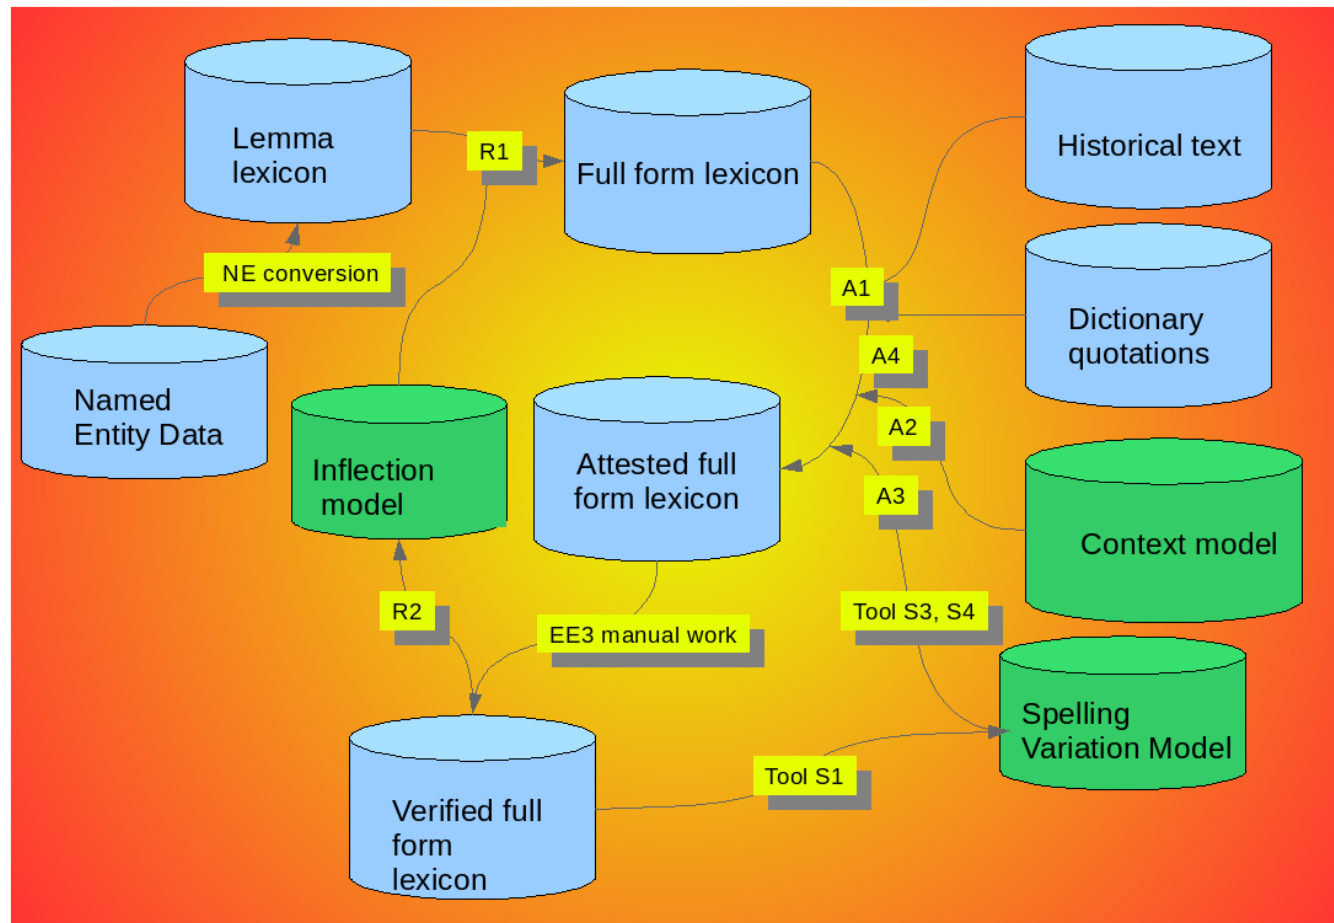 Lemma
lexicon
R1
Full form lexicon
Historical text
NE conversion
A1
Dictionary
quotations
A4
Named
Entity Data
A2
Inflection
model
Attested full
form lexicon
A3
Context model
R2
EE3 manual work
Tool S3, S4
Spelling
Variation Model
Tool S1
Verified full
form
lexicon